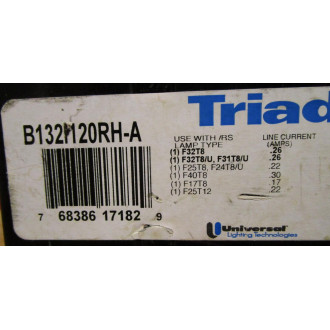 Triad
B132I120RH-A
USE WITH /RS LINE CURRENT
LAMP TYPE (AMPS)
(1) F32T8 .26
(1) F32T8/U, F31T8/U .26
(1) F25T8, F24T8/U .22
(1) F40T8 .30
(1) F17T8 .17
(1) F25T12 .22
7 68386 17182 9
Universal
Lighting Technologies